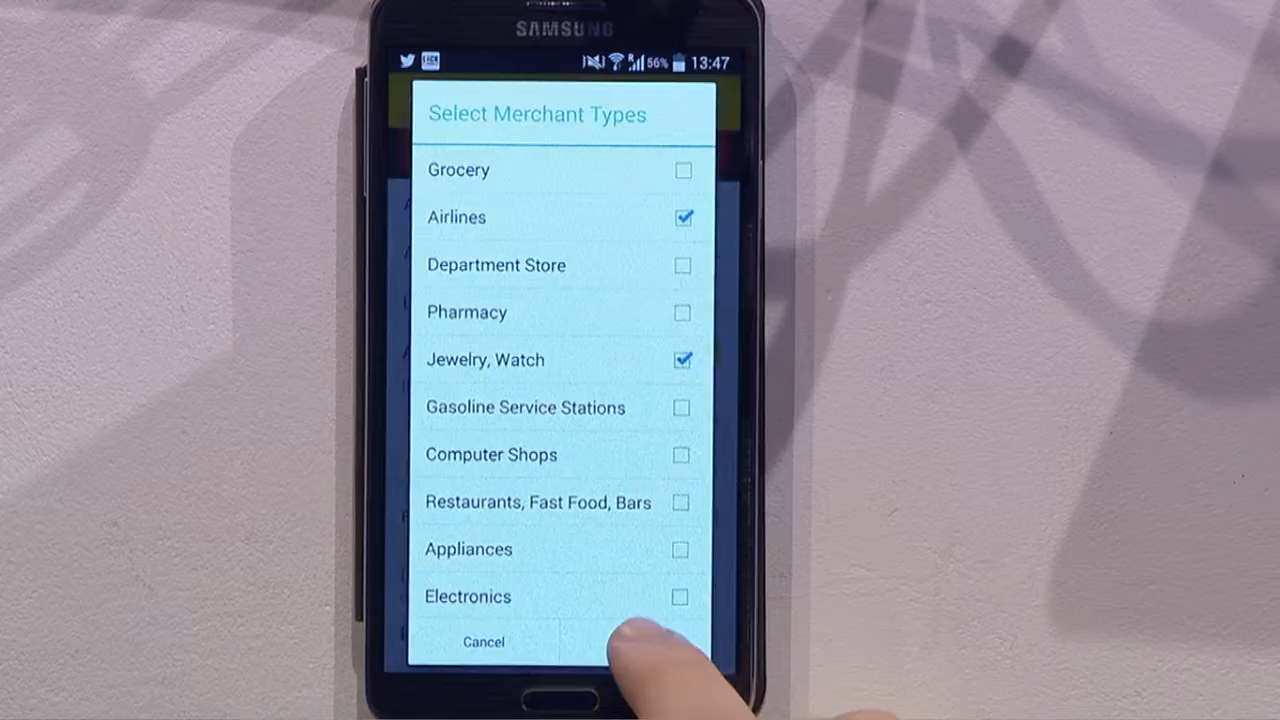 SAMSUNG
56% 13:47
Select Merchant Types
Grocery
Airlines
Department Store
Pharmacy
Jewelry, Watch
Gasoline Service Stations
Computer Shops
Restaurants, Fast Food, Bars
Appliances
Electronics
Cancel